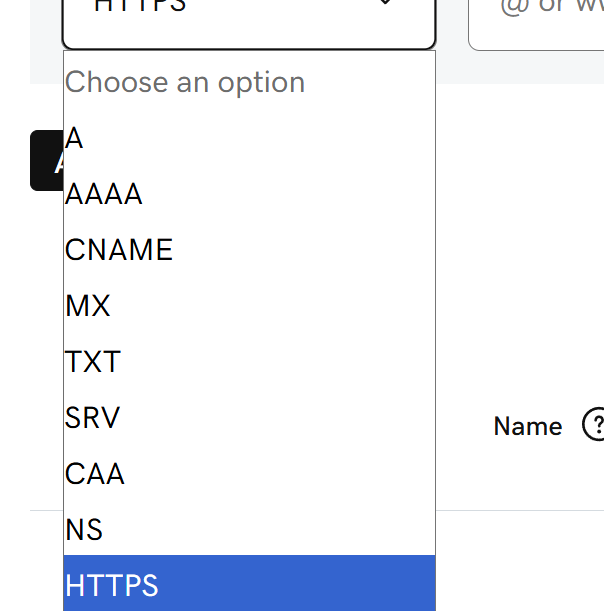 HTTPS
@ or
Choose an option
A
AAAA
CNAME
MX
TXT
SRV
CAA
NS
HTTPS
Name
?